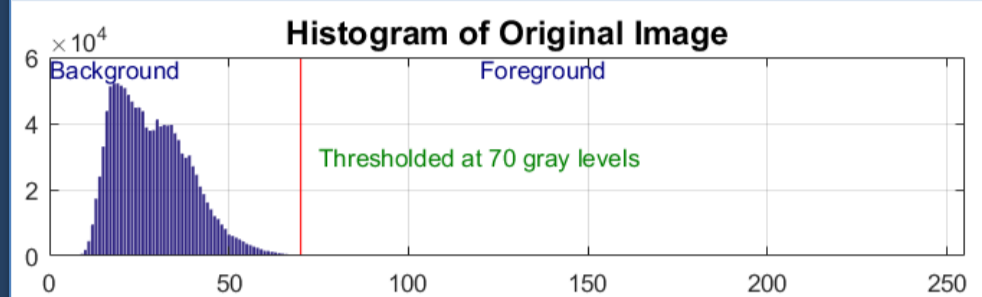 Histogram of Original Image
×10⁴
6
Background Foreground
4
Thresholded at 70 gray levels
2
0
0 50 100 150 200 250